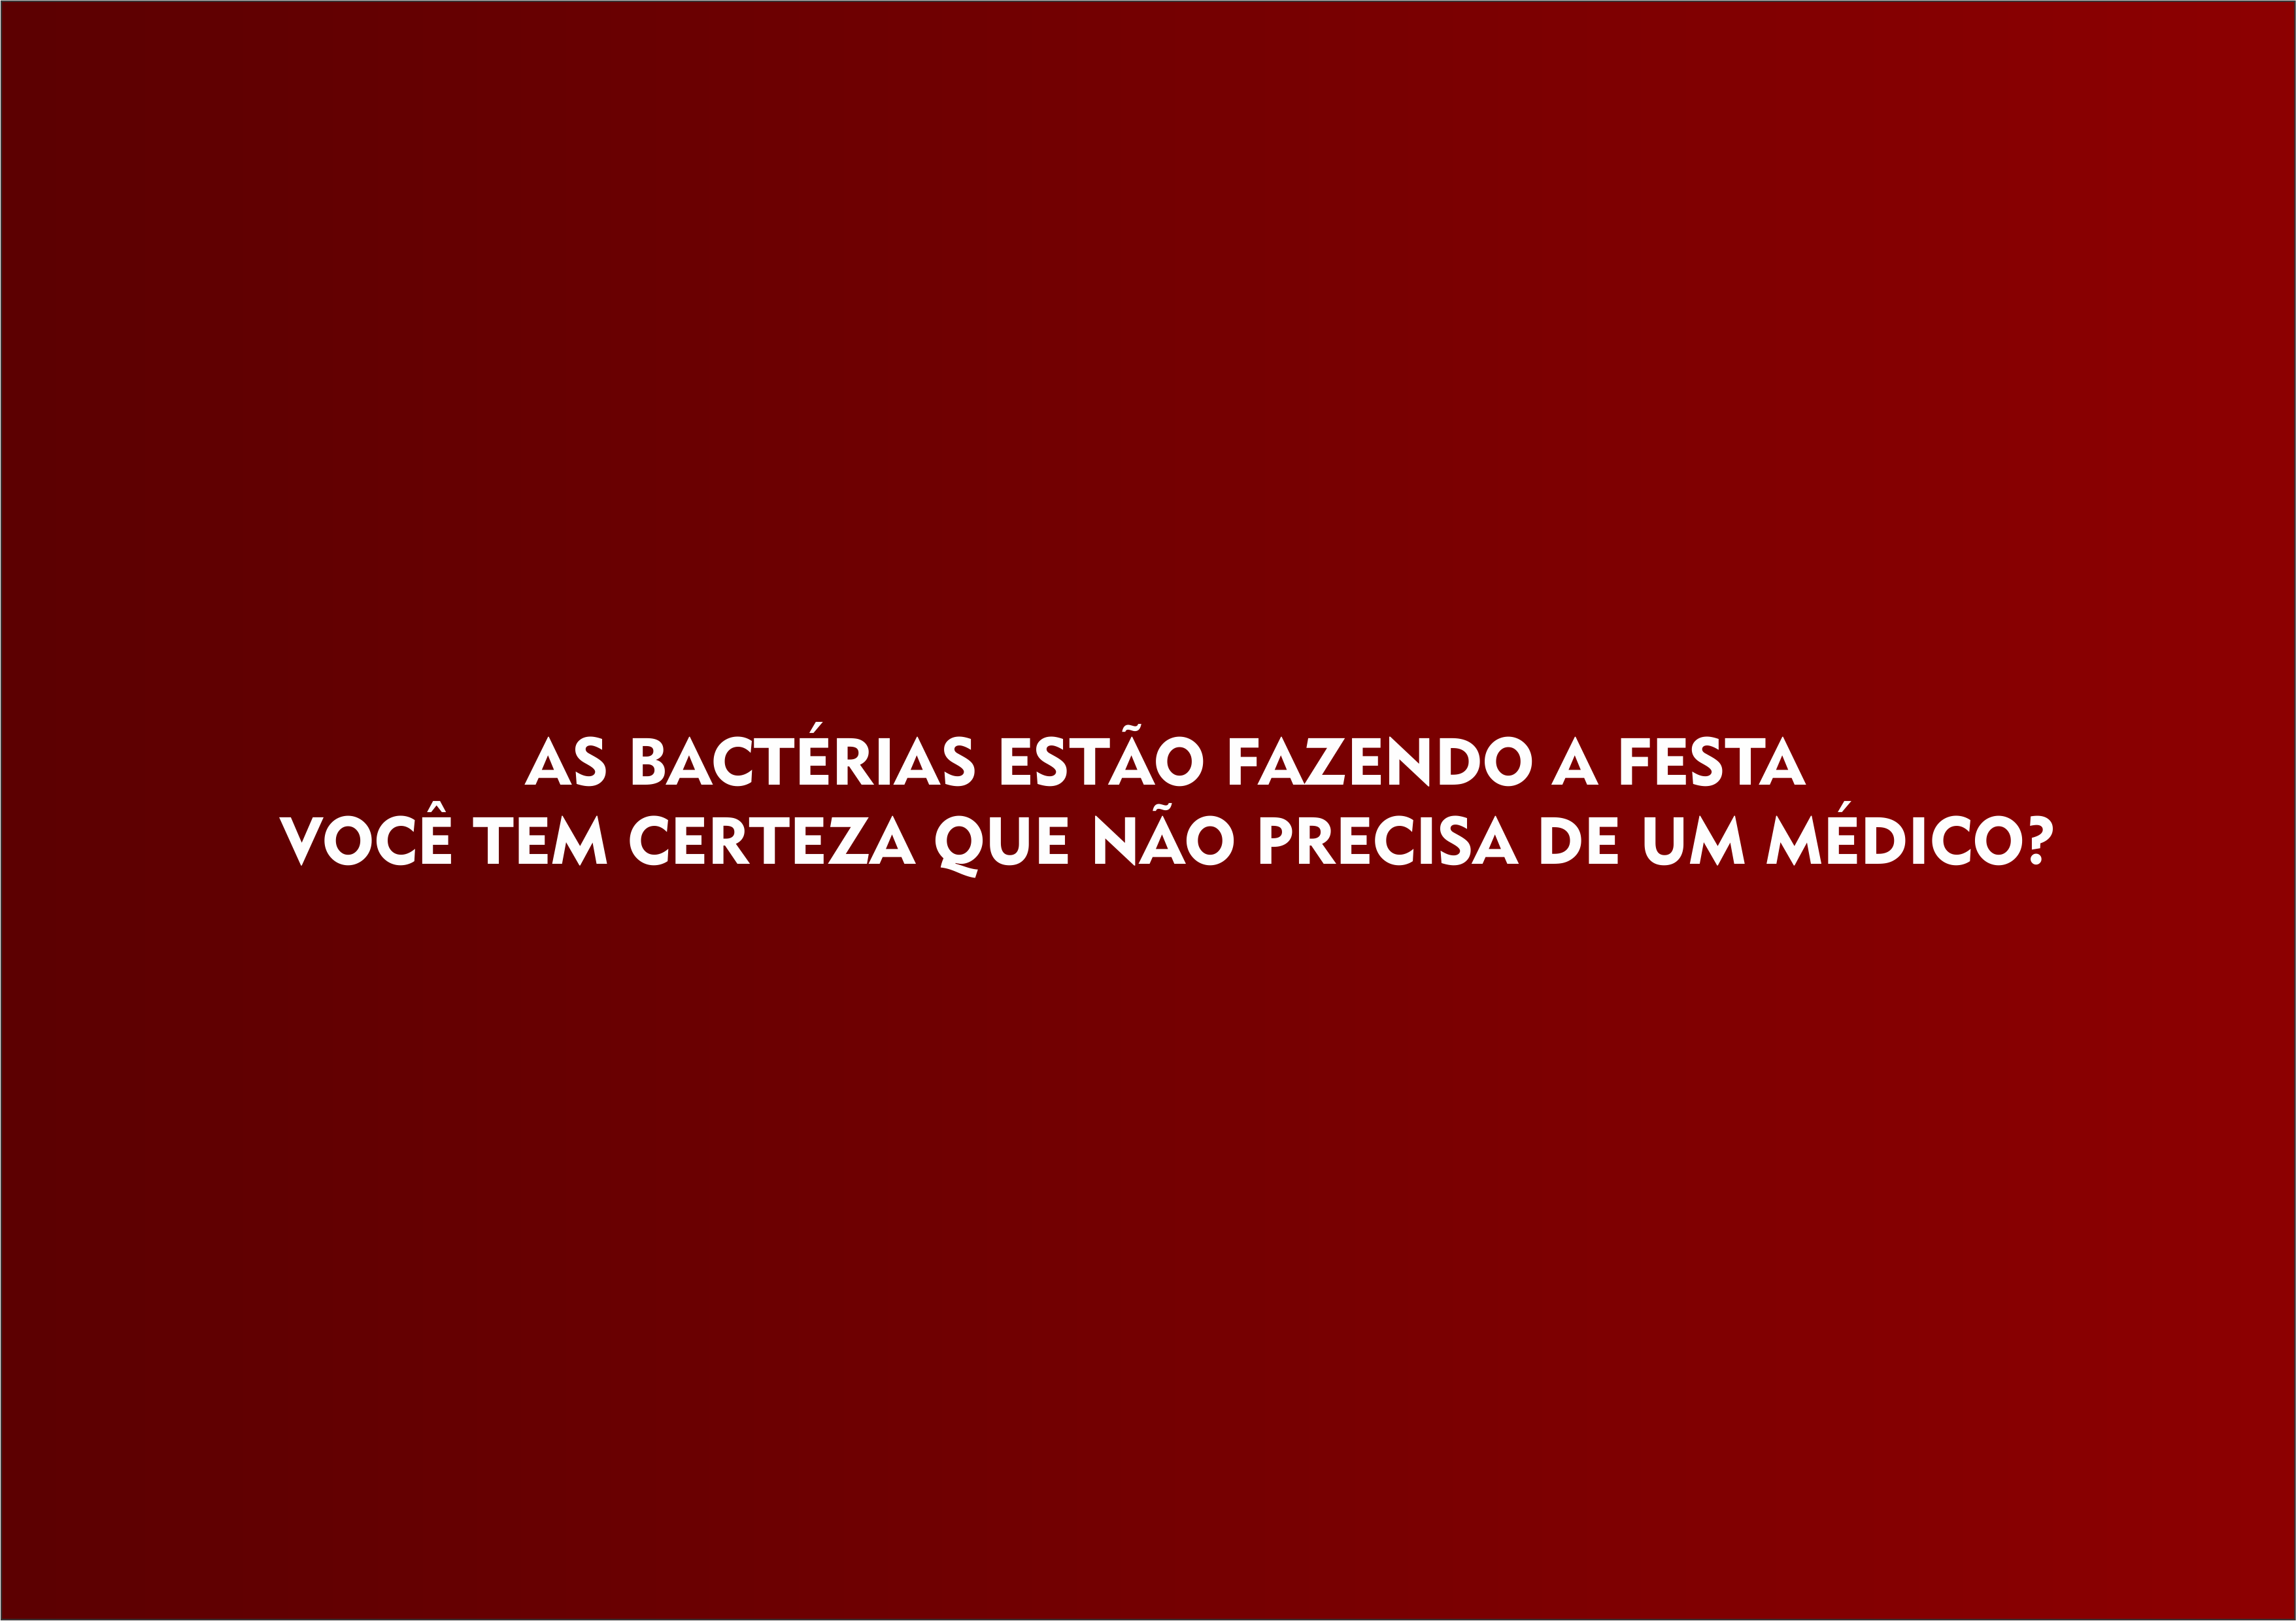 AS BACTÉRIAS ESTÃO FAZENDO A FESTA
VOCÊ TEM CERTEZA QUE NÃO PRECISA DE UM MÉDICO?